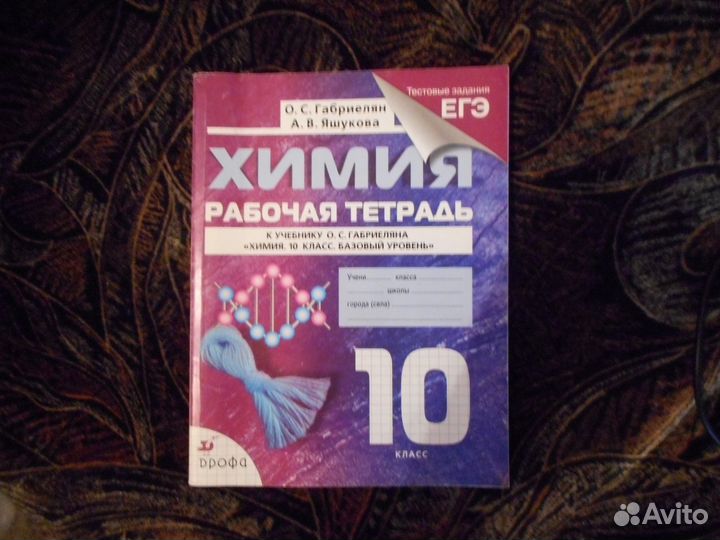 Тестовые задания
ЕГЭ
О. С. Габриелян
А. В. Яшукова
ХИМИЯ
РАБОЧАЯ ТЕТРАДЬ
К УЧЕБНИКУ О. С. ГАБРИЕЛЯНА
«ХИМИЯ. 10 КЛАСС. БАЗОВЫЙ УРОВЕНЬ»
Учени класса
школы
города (села)
10
КЛАСС
дрофа
Avito